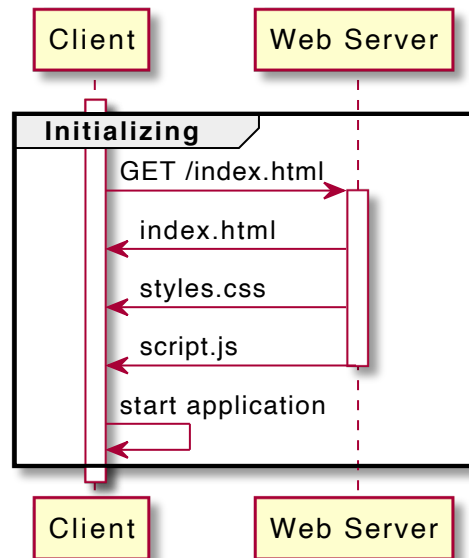 Client
Web Server
Initializing
GET /index.html
index.html
styles.css
script.js
start application
Client
Web Server